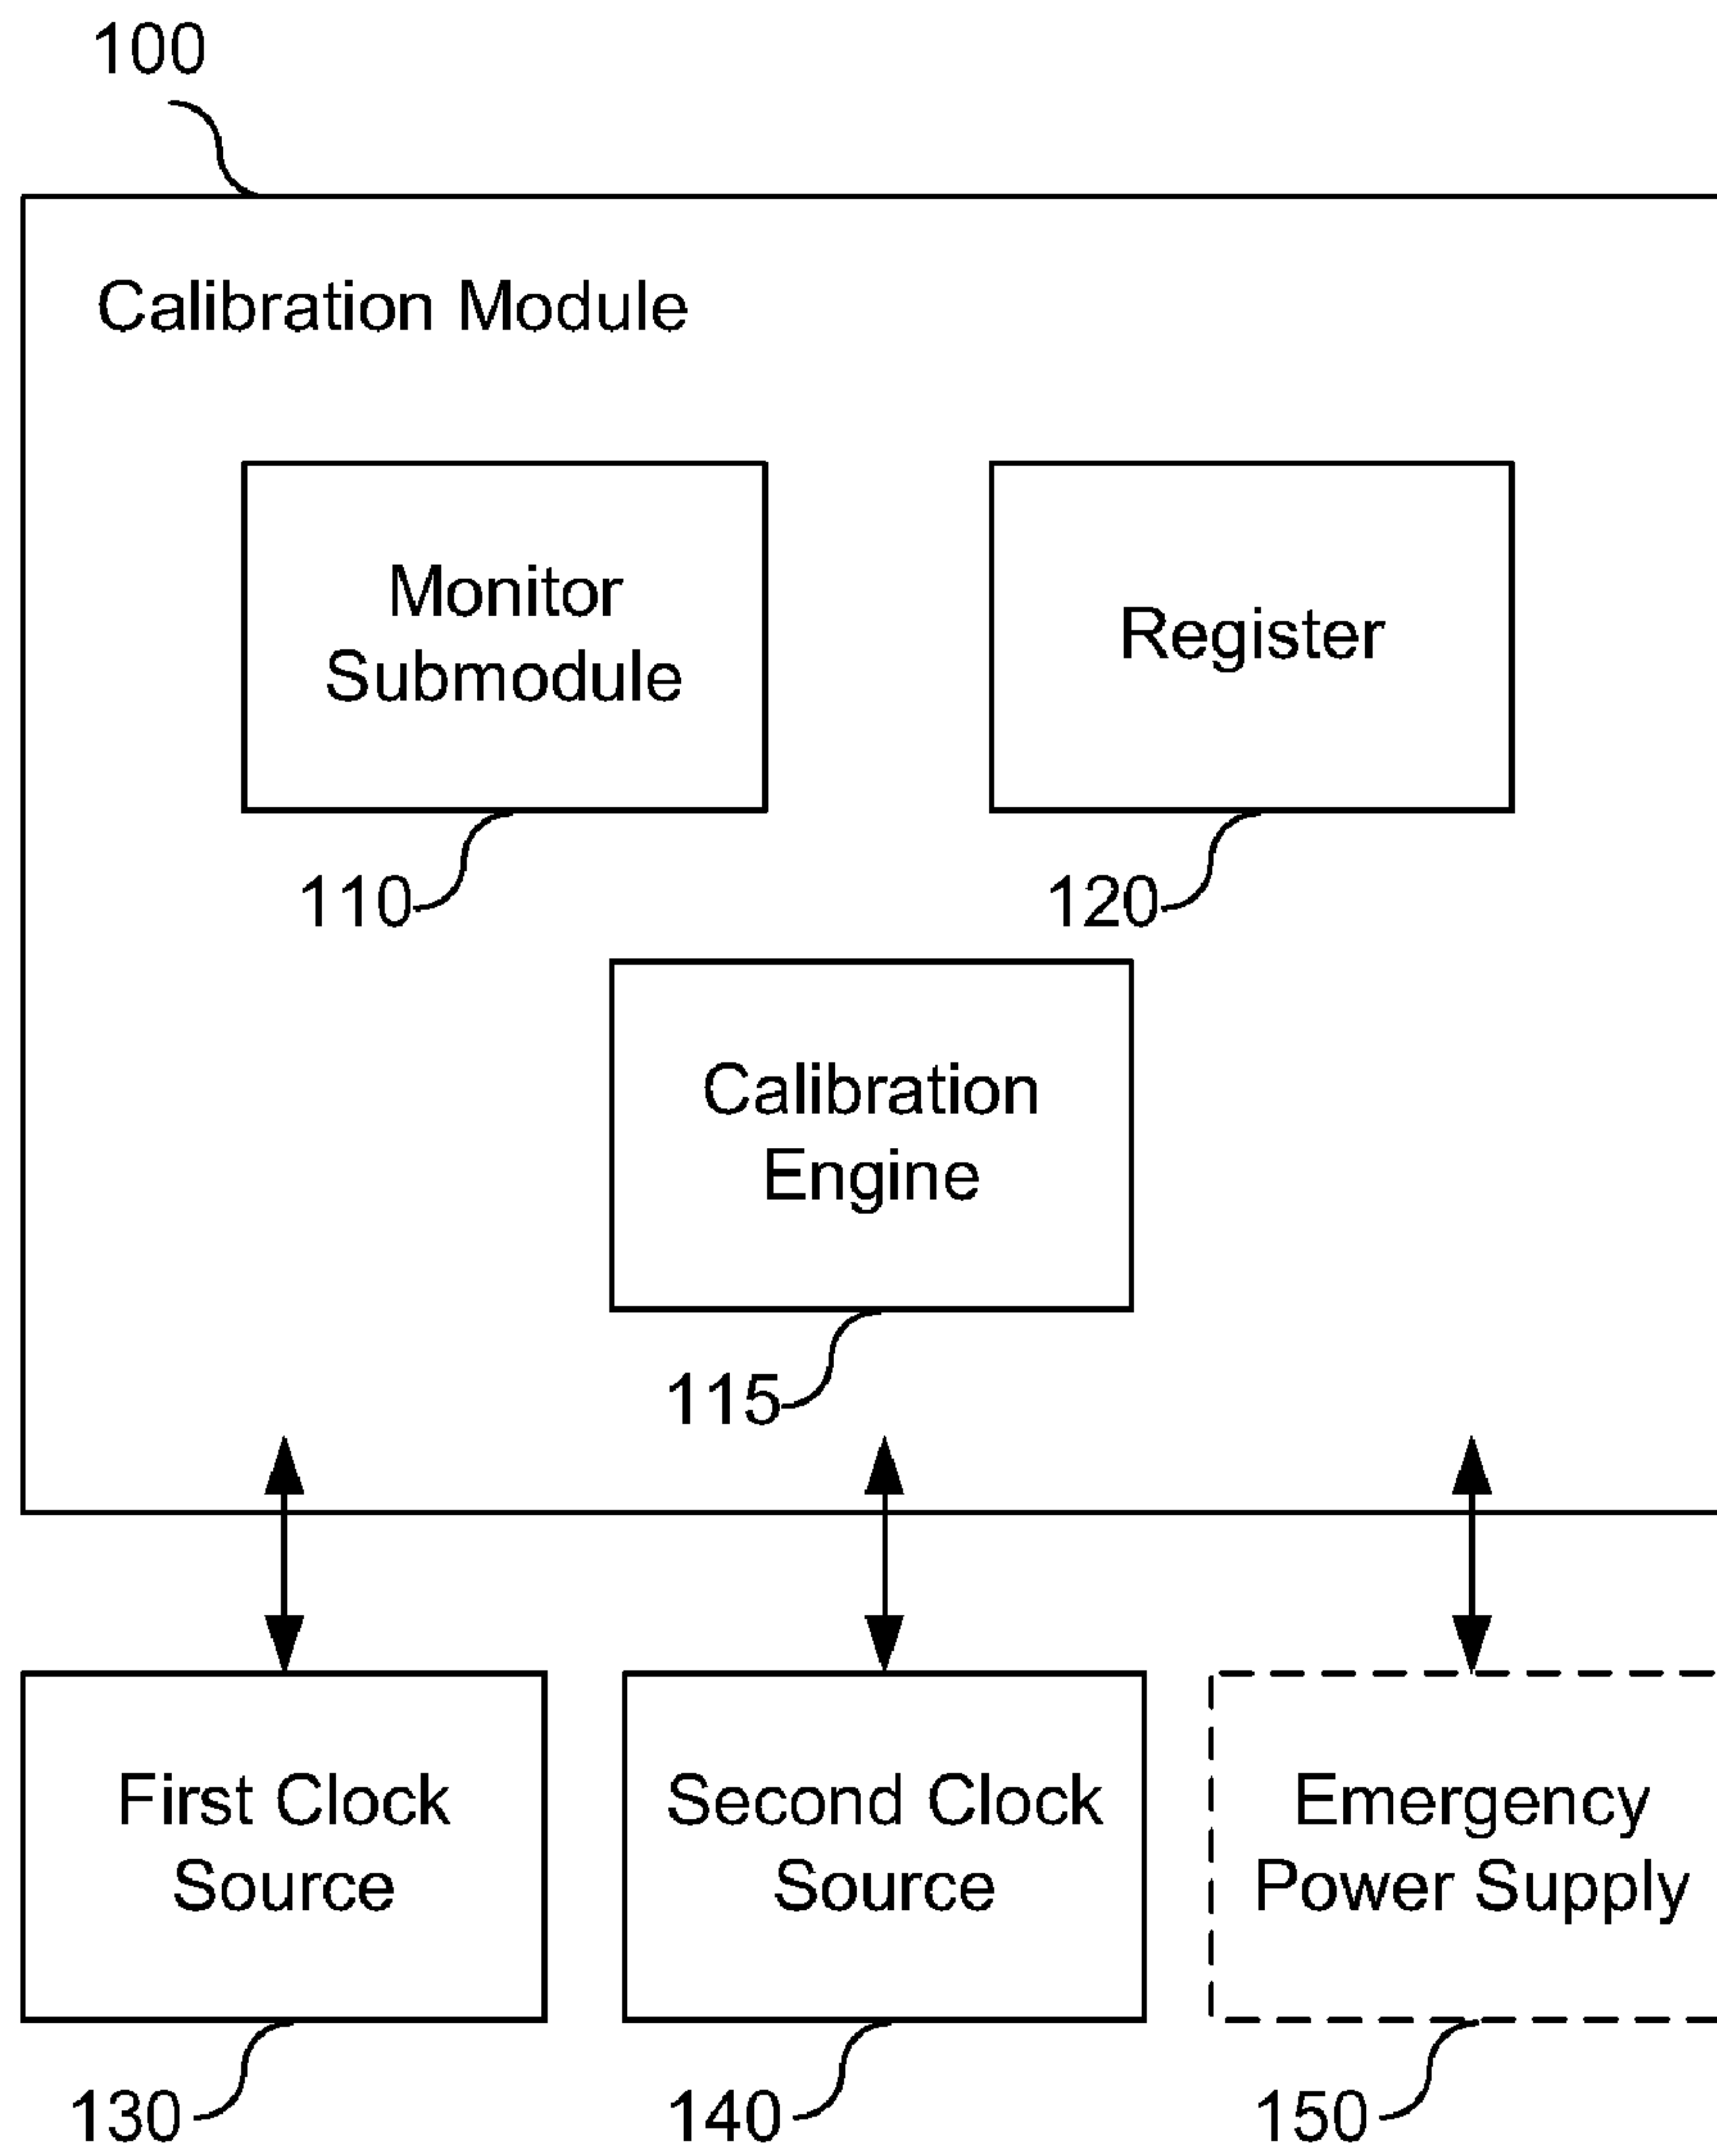 100
Calibration Module
Monitor
Submodule
Register
110
120
Calibration
Engine
115
First Clock
Source
Second Clock
Source
Emergency
Power Supply
130
140
150